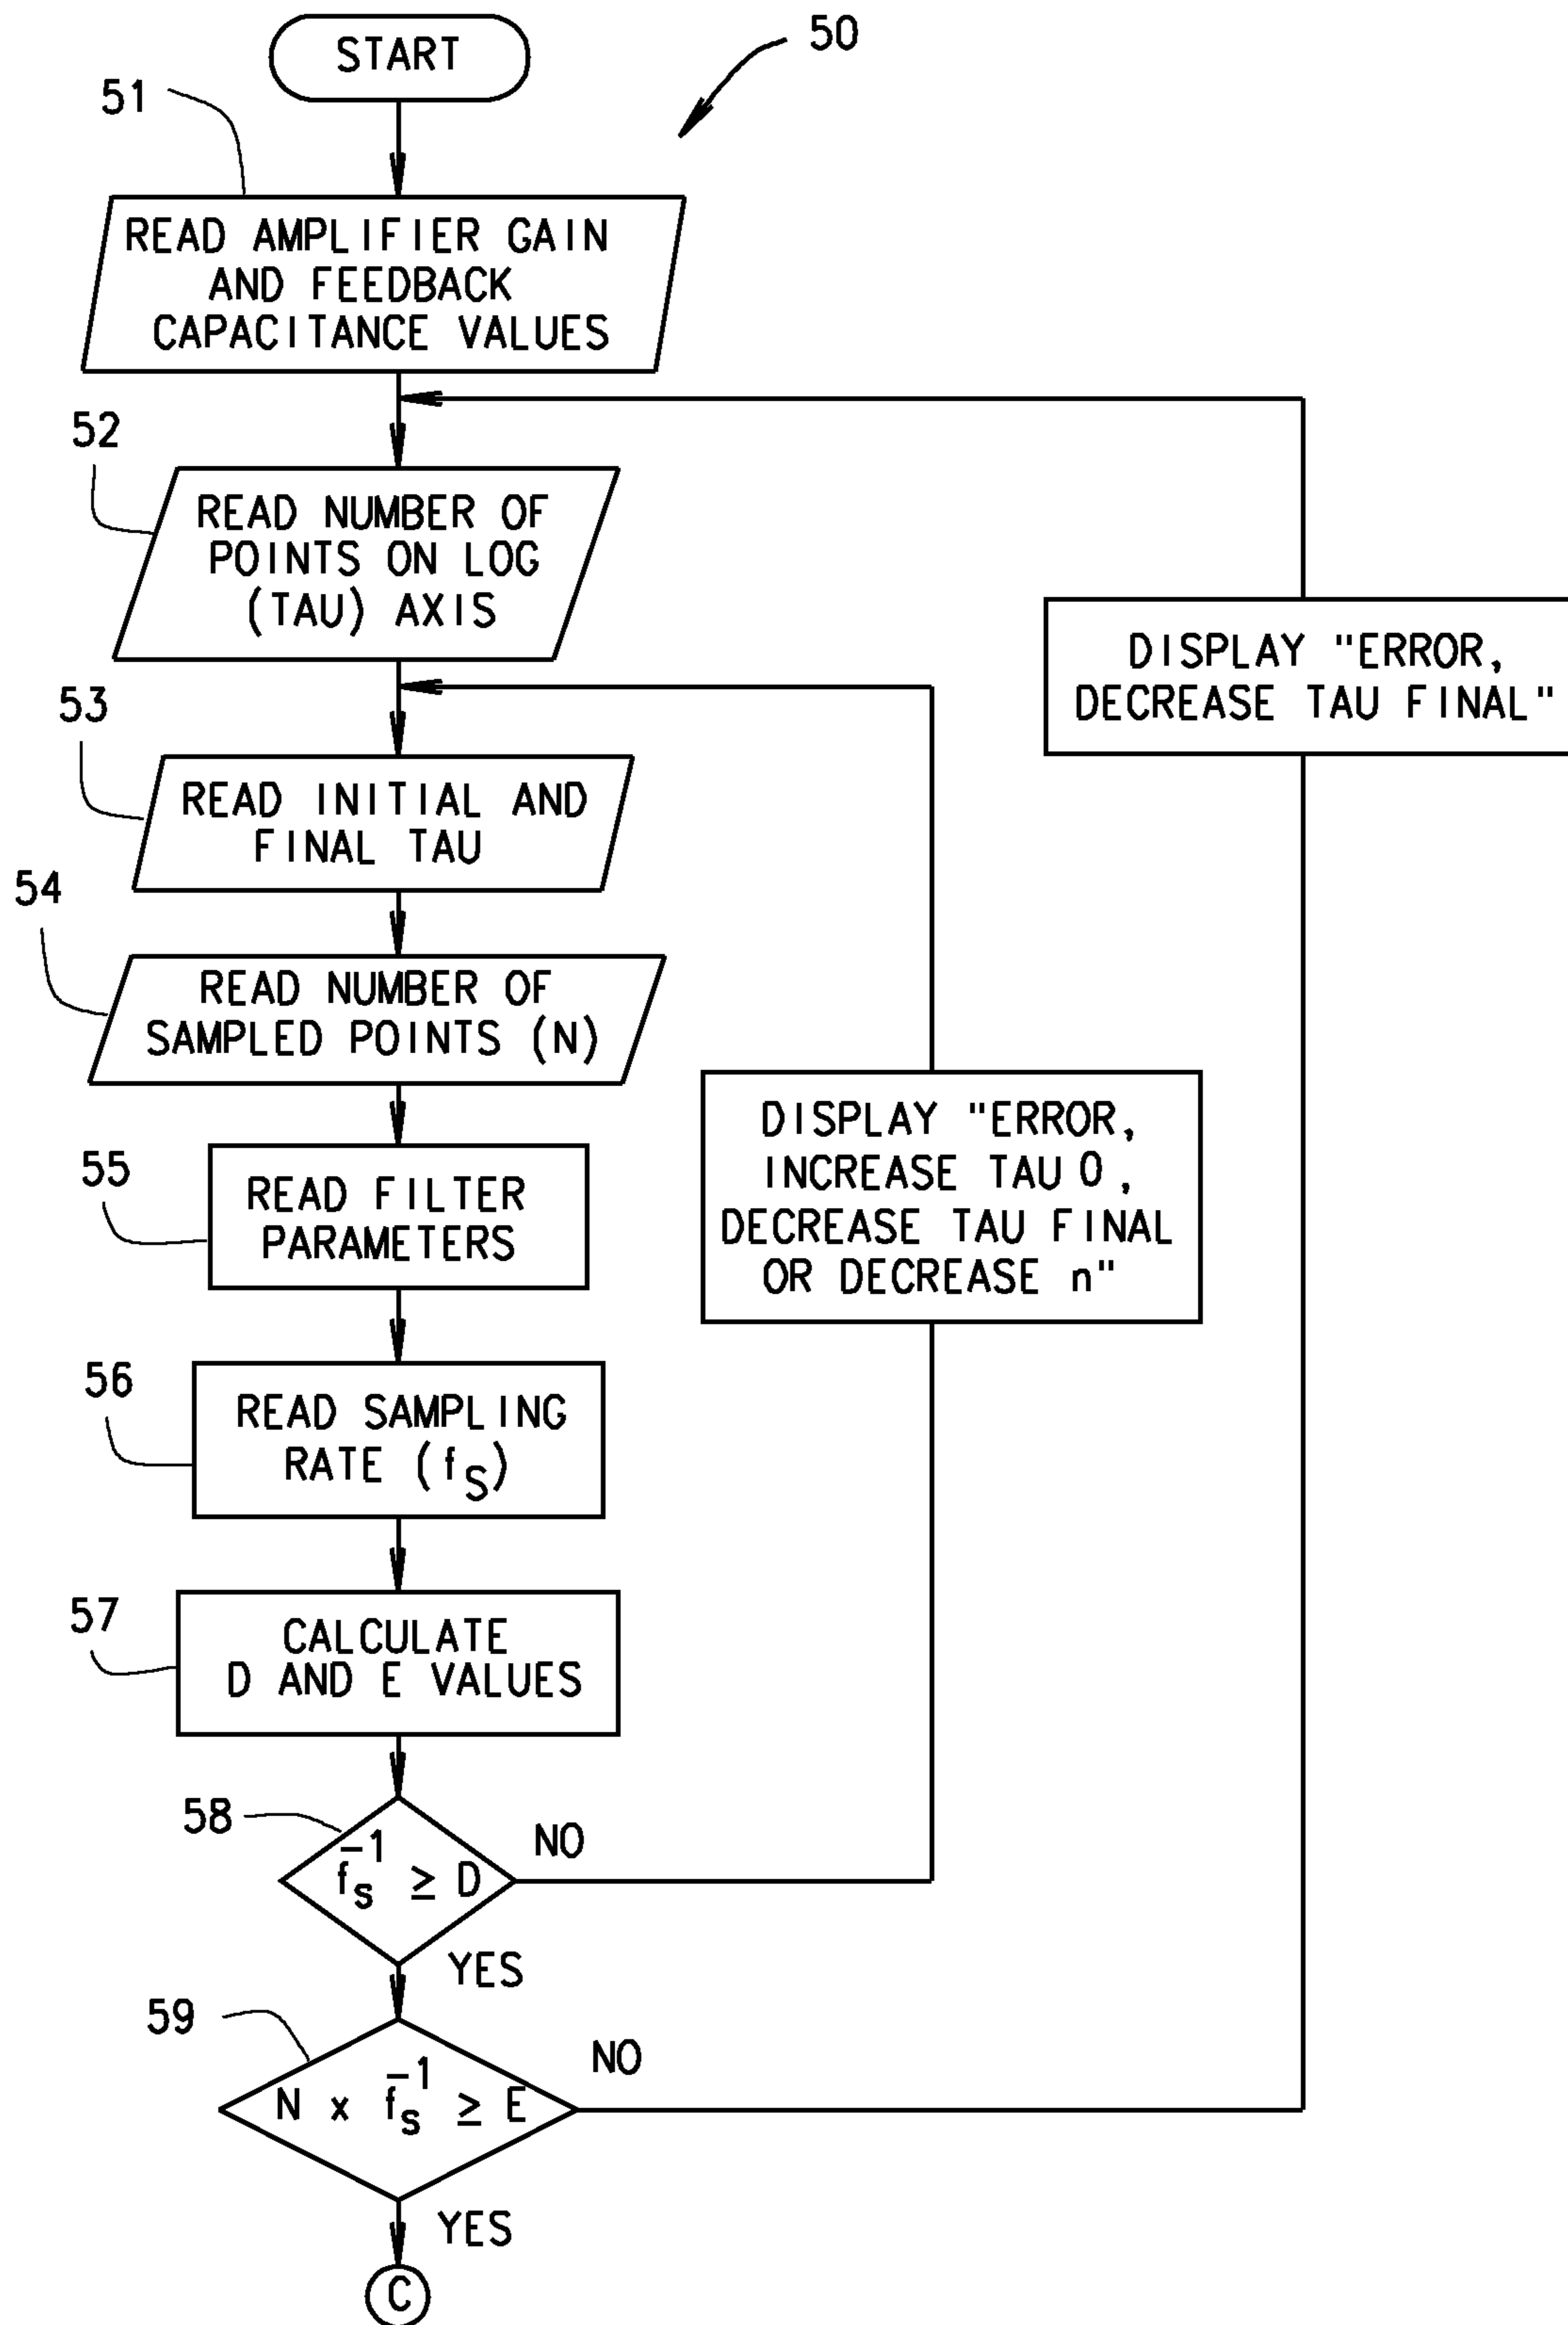 START
50
51
READ AMPLIFIER GAIN
AND FEEDBACK
CAPACITANCE VALUES
52
READ NUMBER OF
POINTS ON LOG
(TAU) AXIS
DISPLAY "ERROR,
DECREASE TAU FINAL"
53
READ INITIAL AND
FINAL TAU
54
READ NUMBER OF
SAMPLED POINTS (N)
DISPLAY "ERROR,
INCREASE TAU 0,
DECREASE TAU FINAL
OR DECREASE n"
55
READ FILTER
PARAMETERS
56
READ SAMPLING
RATE (fS)
57
CALCULATE
D AND E VALUES
58
fs⁻¹ ≥ D
NO
YES
59
N x fs⁻¹ ≥ E
NO
YES
C